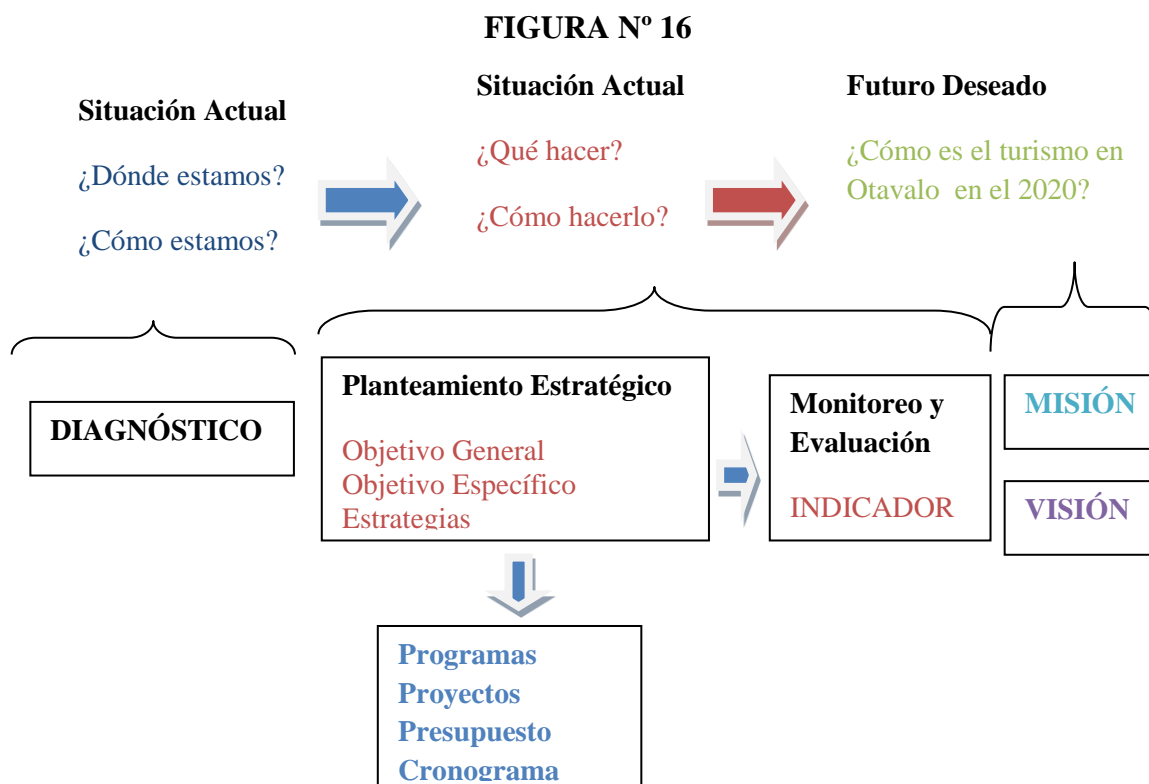 FIGURA Nº 16
Situación Actual
¿Dónde estamos?
¿Cómo estamos?
Situación Actual
¿Qué hacer?
¿Cómo hacerlo?
Futuro Deseado
¿Cómo es el turismo en
Otavalo en el 2020?
DIAGNÓSTICO
Planteamiento Estratégico
Objetivo General
Objetivo Específico
Estrategias
Monitoreo y
Evaluación
INDICADOR
MISIÓN
VISIÓN
Programas
Proyectos
Presupuesto
Cronograma